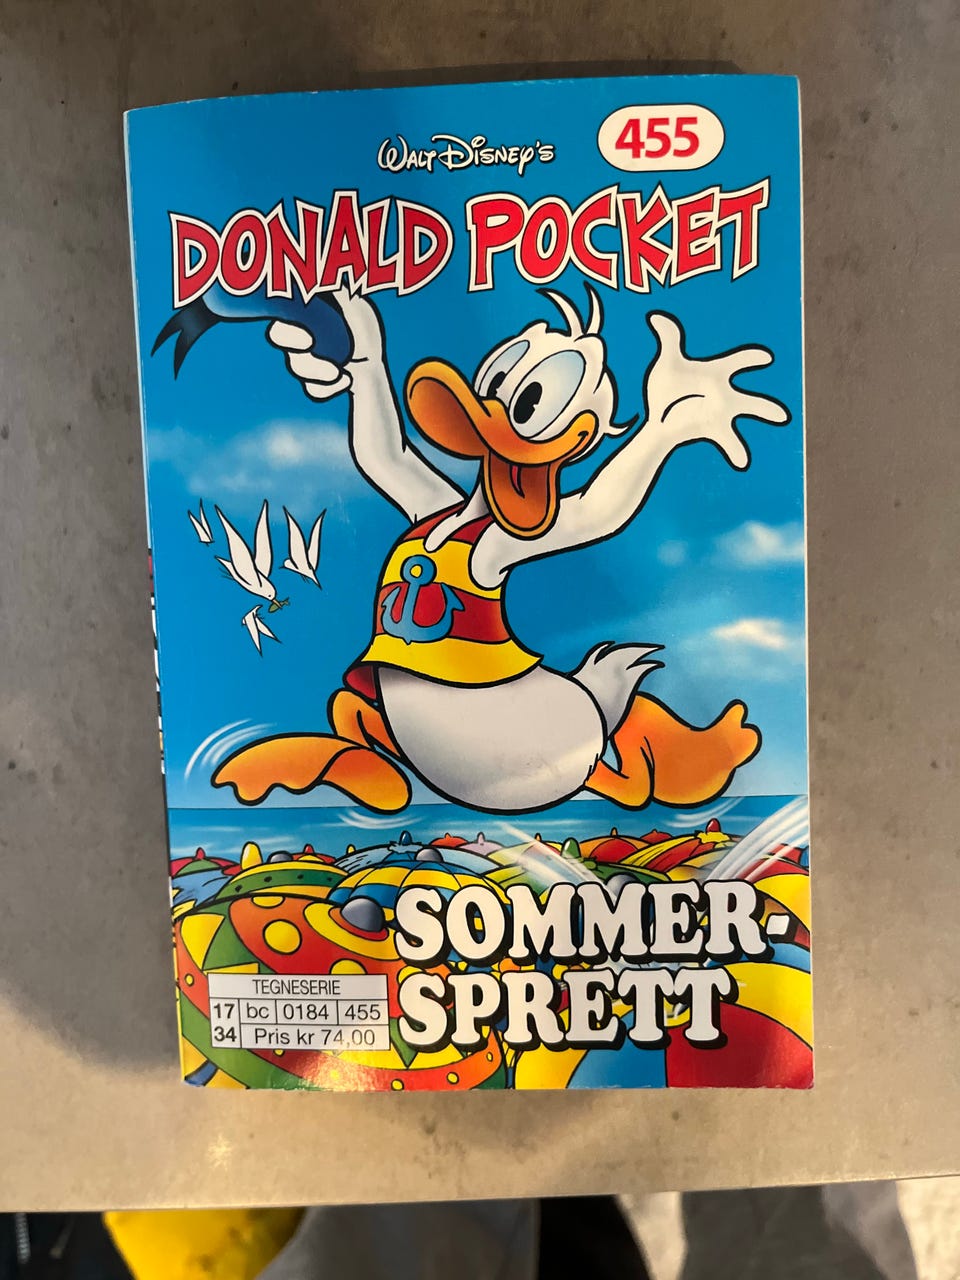 WALT DISNEY'S
455
DONALD POCKET
SOMMER-
SPRETT
TEGNESERIE
17 bc 0184 455
34 Pris kr 74,00